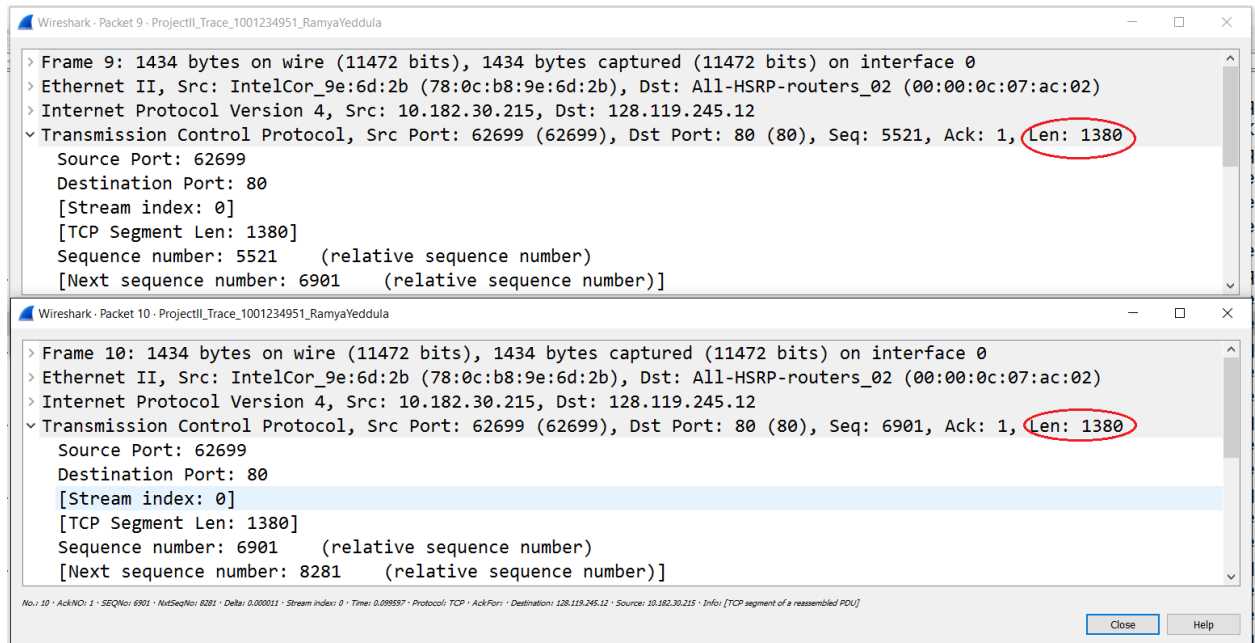 Wireshark · Packet 9 · ProjectII_Trace_1001234951_RamyaYeddula
Frame 9: 1434 bytes on wire (11472 bits), 1434 bytes captured (11472 bits) on interface 0
Ethernet II, Src: IntelCor_9e:6d:2b (78:0c:b8:9e:6d:2b), Dst: All-HSRP-routers_02 (00:00:0c:07:ac:02)
Internet Protocol Version 4, Src: 10.182.30.215, Dst: 128.119.245.12
Transmission Control Protocol, Src Port: 62699 (62699), Dst Port: 80 (80), Seq: 5521, Ack: 1, Len: 1380
Source Port: 62699
Destination Port: 80
[Stream index: 0]
[TCP Segment Len: 1380]
Sequence number: 5521    (relative sequence number)
[Next sequence number: 6901    (relative sequence number)]
Wireshark · Packet 10 · ProjectII_Trace_1001234951_RamyaYeddula
Frame 10: 1434 bytes on wire (11472 bits), 1434 bytes captured (11472 bits) on interface 0
Ethernet II, Src: IntelCor_9e:6d:2b (78:0c:b8:9e:6d:2b), Dst: All-HSRP-routers_02 (00:00:0c:07:ac:02)
Internet Protocol Version 4, Src: 10.182.30.215, Dst: 128.119.245.12
Transmission Control Protocol, Src Port: 62699 (62699), Dst Port: 80 (80), Seq: 6901, Ack: 1, Len: 1380
Source Port: 62699
Destination Port: 80
[Stream index: 0]
[TCP Segment Len: 1380]
Sequence number: 6901    (relative sequence number)
[Next sequence number: 8281    (relative sequence number)]
No.: 10 · AckNO: 1 · SEQNo: 6901 · NxtSeqNo: 8281 · Delta: 0.000011 · Stream index: 0 · Time: 0.099597 · Protocol: TCP · AckFor: · Destination: 128.119.245.12 · Source: 10.182.30.215 · Info: [TCP segment of a reassembled PDU]
Close Help